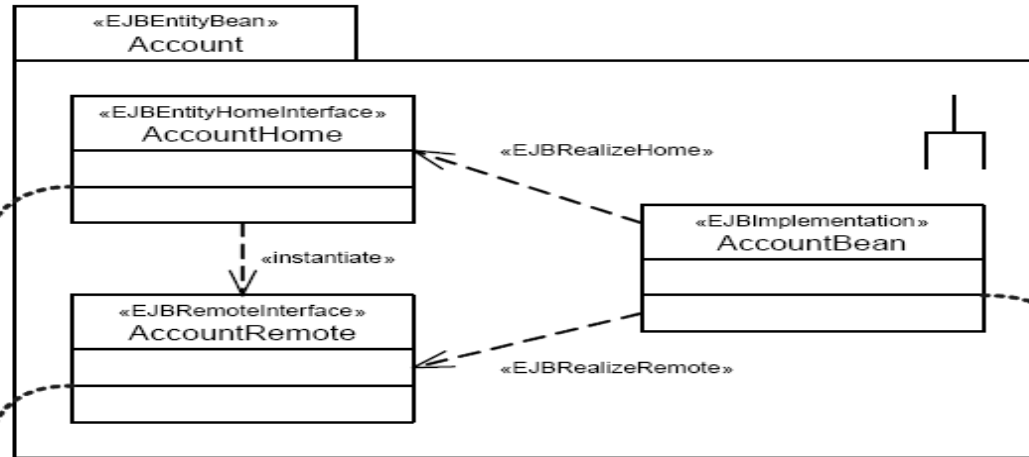 «EJBEntityBean»
Account
«EJBEntityHomeInterface»
AccountHome
«EJBRealizeHome»
«EJBImplementation»
AccountBean
«instantiate»
«EJBRemoteInterface»
AccountRemote
«EJBRealizeRemote»